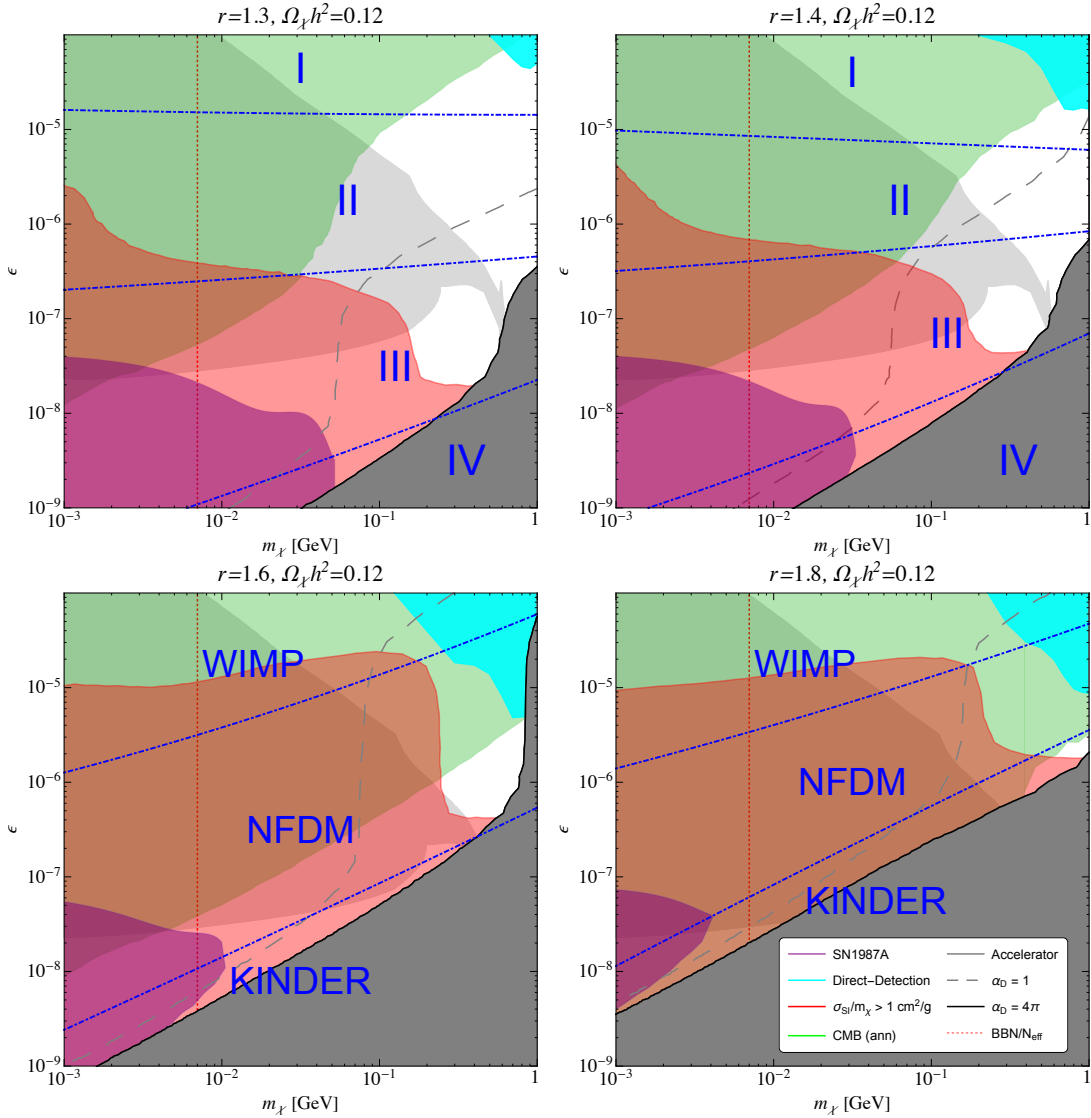 r=1.3, Ωχh²=0.12
I
II
III
IV
10⁻⁵
10⁻⁶
10⁻⁷
10⁻⁸
10⁻⁹
ϵ
10⁻³
10⁻²
10⁻¹
1
mχ [GeV]
r=1.4, Ωχh²=0.12
I
II
III
IV
10⁻⁵
10⁻⁶
10⁻⁷
10⁻⁸
10⁻⁹
ϵ
10⁻³
10⁻²
10⁻¹
1
mχ [GeV]
r=1.6, Ωχh²=0.12
WIMP
NFDM
KINDER
10⁻⁵
10⁻⁶
10⁻⁷
10⁻⁸
10⁻⁹
ϵ
10⁻³
10⁻²
10⁻¹
1
mχ [GeV]
r=1.8, Ωχh²=0.12
WIMP
NFDM
KINDER
10⁻⁵
10⁻⁶
10⁻⁷
10⁻⁸
10⁻⁹
ϵ
10⁻³
10⁻²
10⁻¹
1
mχ [GeV]
SN1987A
Direct-Detection
σSI/mχ > 1 cm²/g
CMB (ann)
Accelerator
αD = 1
αD = 4π
BBN/Neff